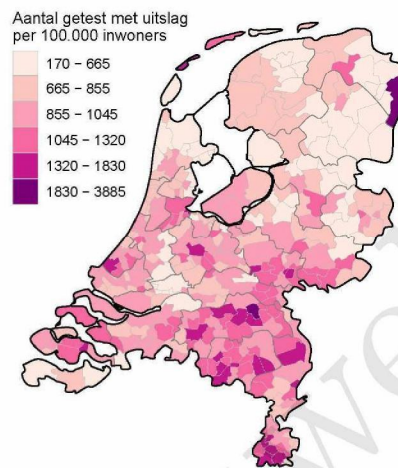 Aantal getest met uitslag
per 100.000 inwoners
170 – 665
665 – 855
855 – 1045
1045 – 1320
1320 – 1830
1830 – 3885